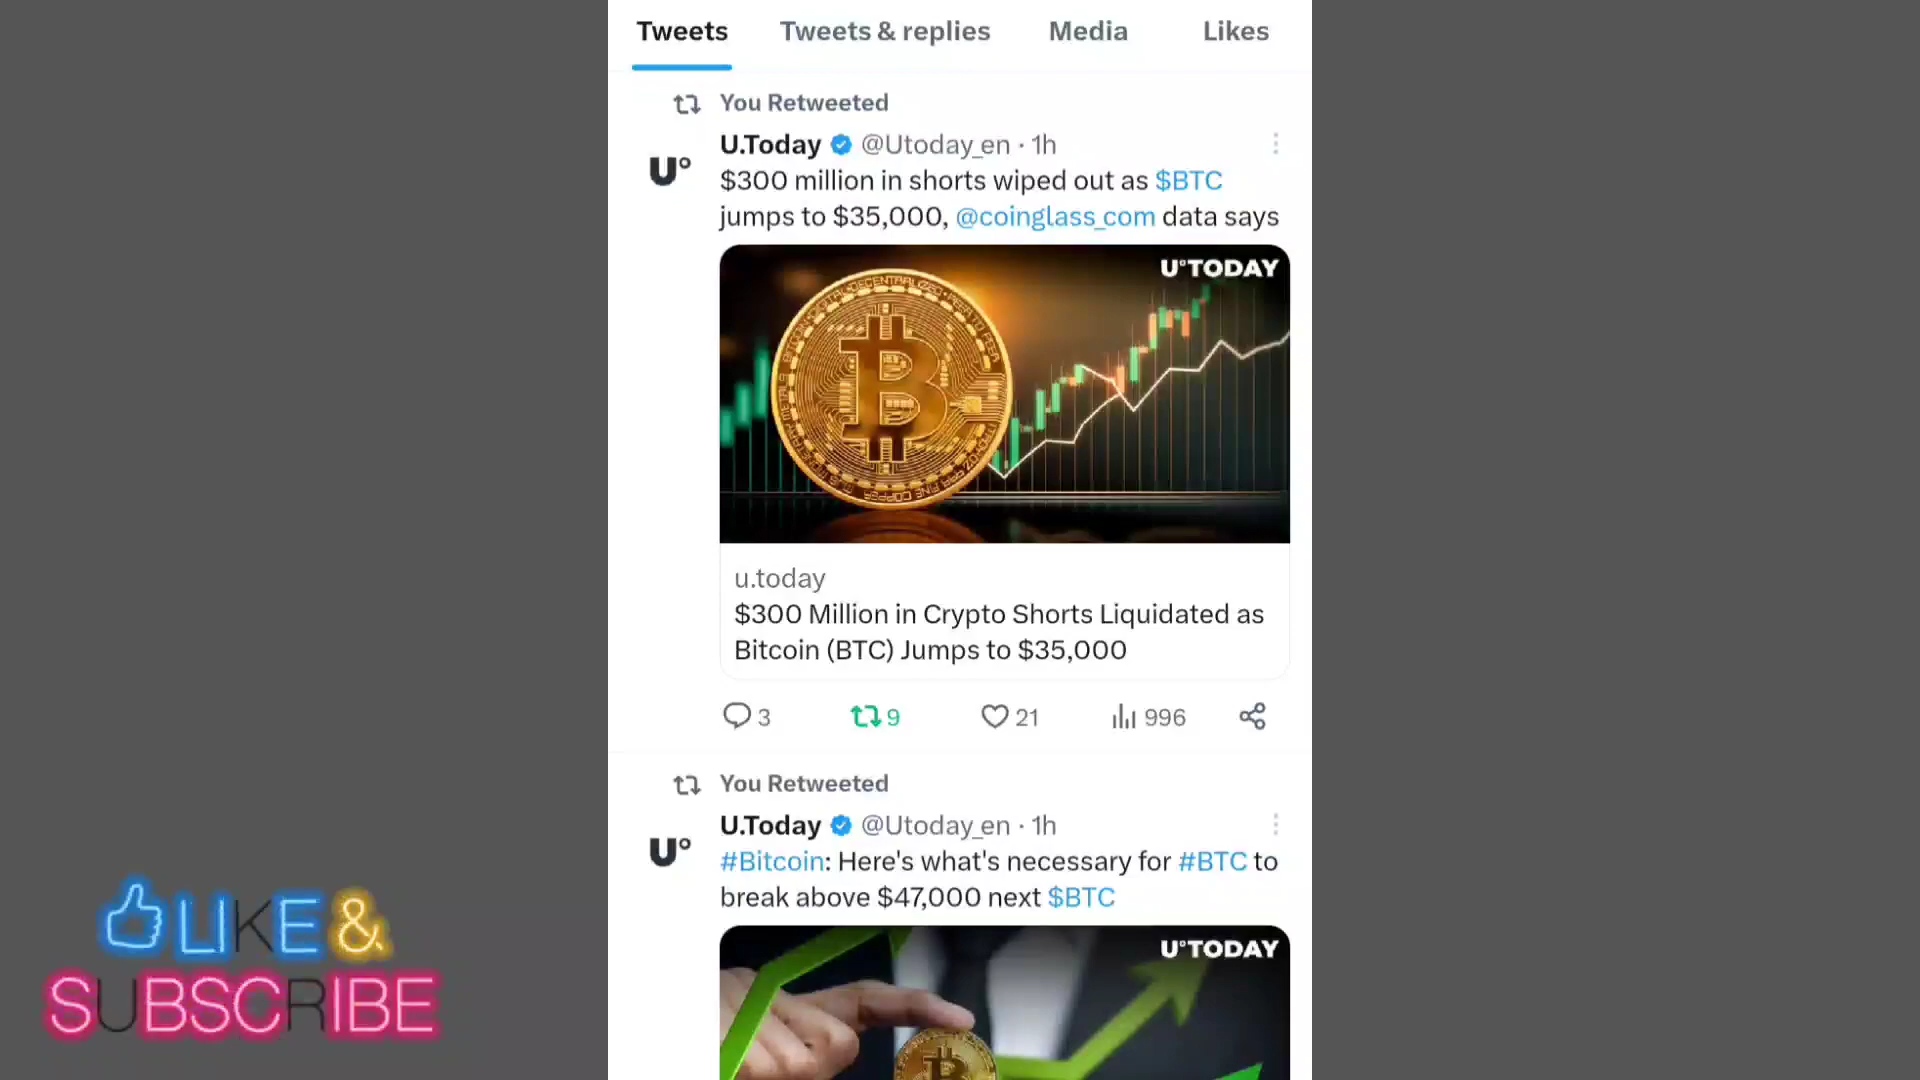 Tweets Tweets & replies Media Likes
You Retweeted
U.Today @Utoday_en · 1h
U°
$300 million in shorts wiped out as $BTC
jumps to $35,000, @coinglass_com data says
U°TODAY
DECENTRALIZED
u.today
$300 Million in Crypto Shorts Liquidated as
Bitcoin (BTC) Jumps to $35,000
3 9 21 996
You Retweeted
U.Today @Utoday_en · 1h
U°
#Bitcoin: Here's what's necessary for #BTC to
break above $47,000 next $BTC
U°TODAY
LIKE &
SUBSCRIBE